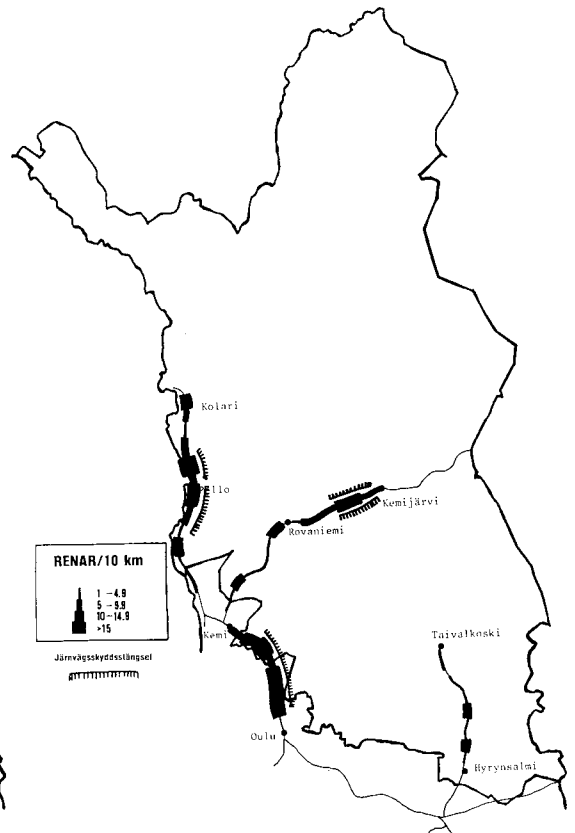 Kolari
Pello
Kemijärvi
Rovaniemi
RENAR/10 km
1 –4.9
5 –9.9
10–14.9
>15
Kemi
Taivalkoski
Järnvägsskyddsstängsel
Oulu
Hyrynsalmi